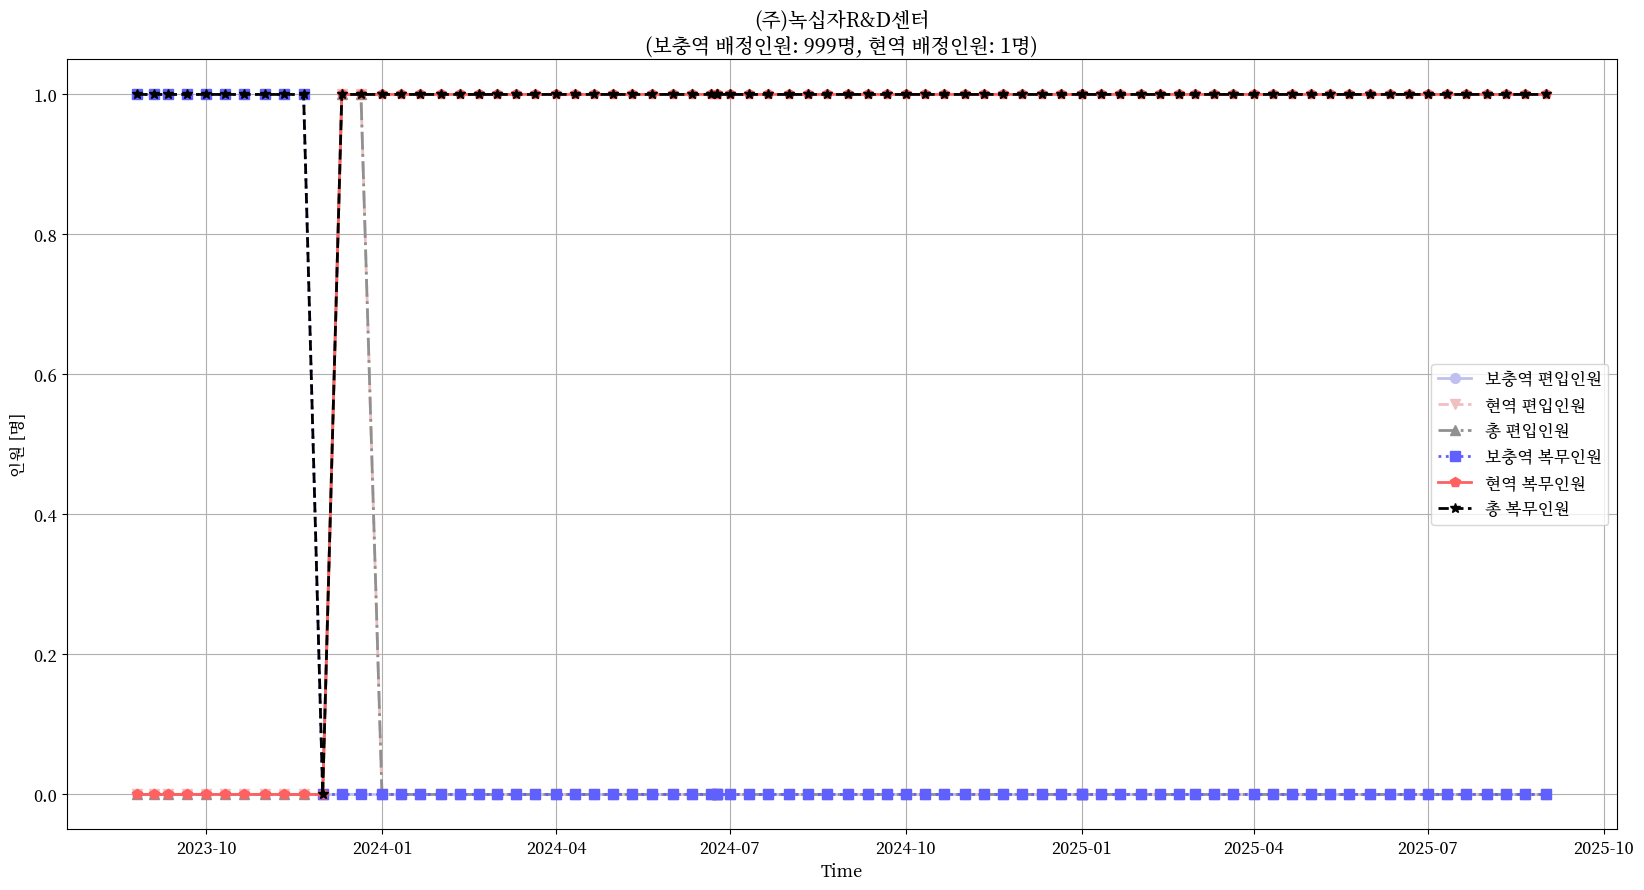 (주)녹십자R&D센터
(보충역 배정인원: 999명, 현역 배정인원: 1명)
1.0
0.8
0.6
0.4
0.2
0.0
인원 [명]
보충역 편입인원
현역 편입인원
총 편입인원
보충역 복무인원
현역 복무인원
총 복무인원
2023-10
2024-01
2024-04
2024-07
2024-10
2025-01
2025-04
2025-07
2025-10
Time